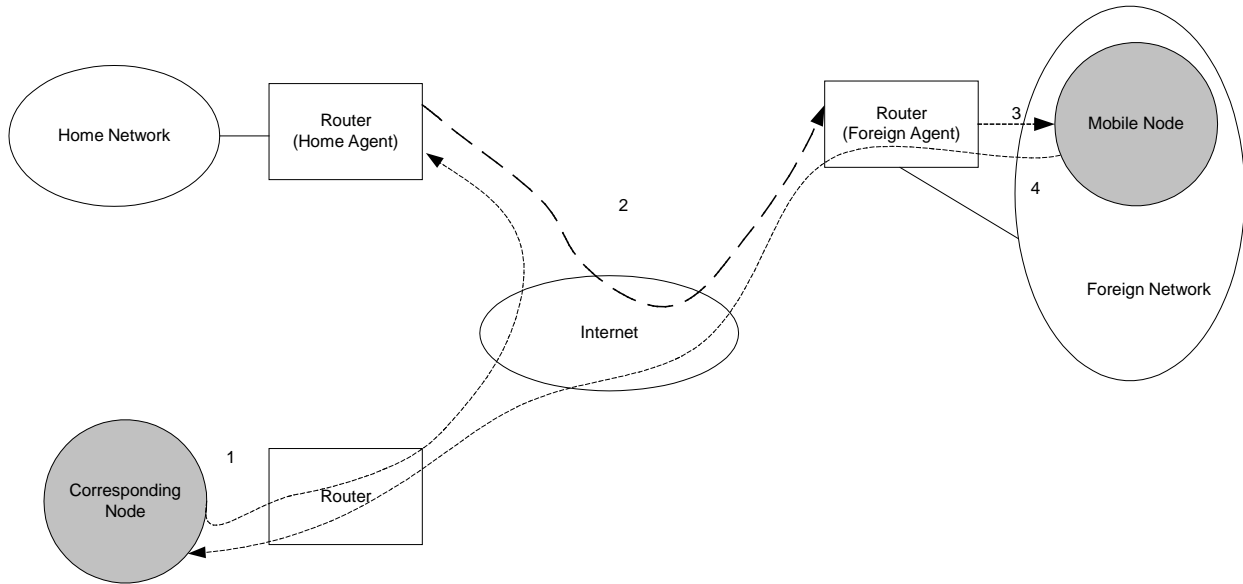 Home Network
Router
(Home Agent)
Router
(Foreign Agent)
3
Mobile Node
4
2
Foreign Network
Internet
1
Corresponding
Node
Router